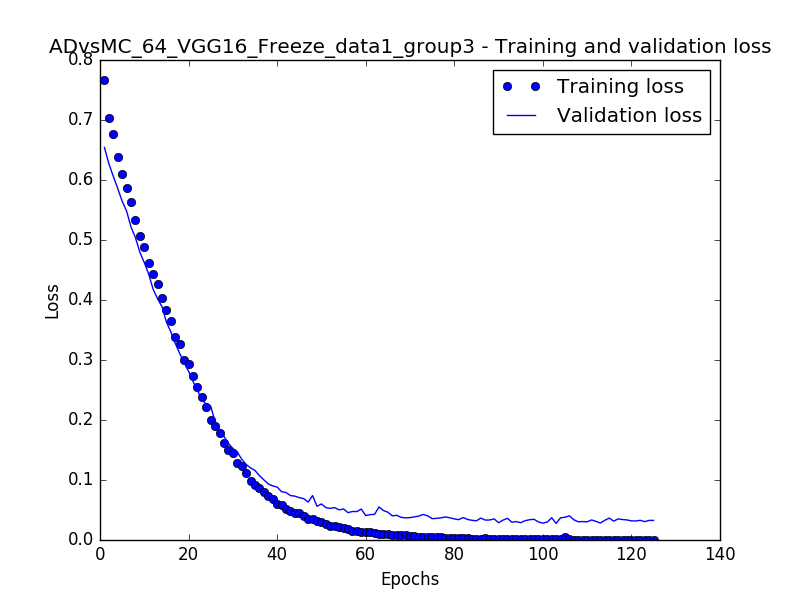 ADvsMC_64_VGG16_Freeze_data1_group3 - Training and validation loss
Training loss
Validation loss
0.8
0.7
0.6
0.5
0.4
0.3
0.2
0.1
0.0
Loss
0 20 40 60 80 100 120 140
Epochs